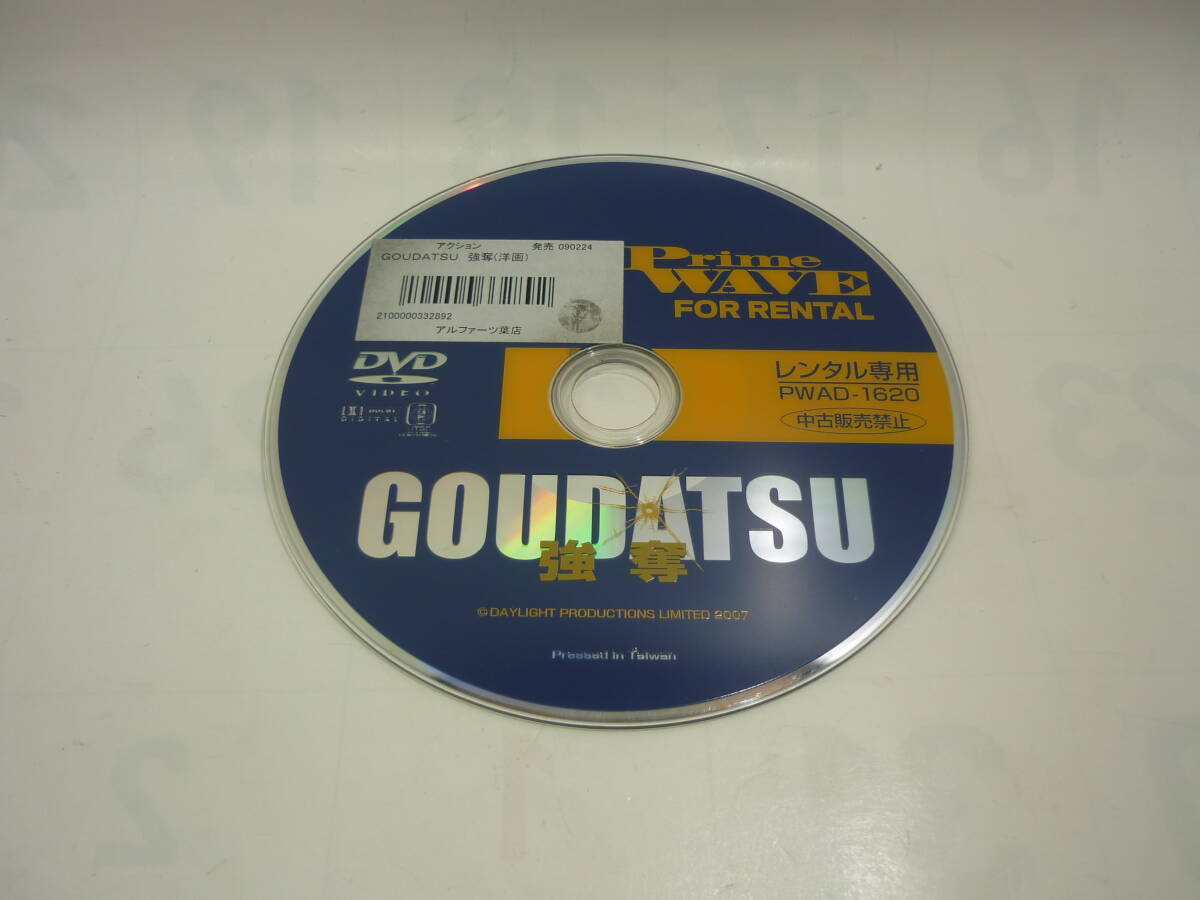 アクション 発売 090224
GOUDATSU 強奪(洋画)
2100000332892
アルファーツ葉店
Prime
WAVE
FOR RENTAL
DVD
VIDEO
DIGITAL
レンタル専用
PWAD-1620
中古販売禁止
GOUDATSU
強奪
© DAYLIGHT PRODUCTIONS LIMITED 2007
Pressed in Taiwan